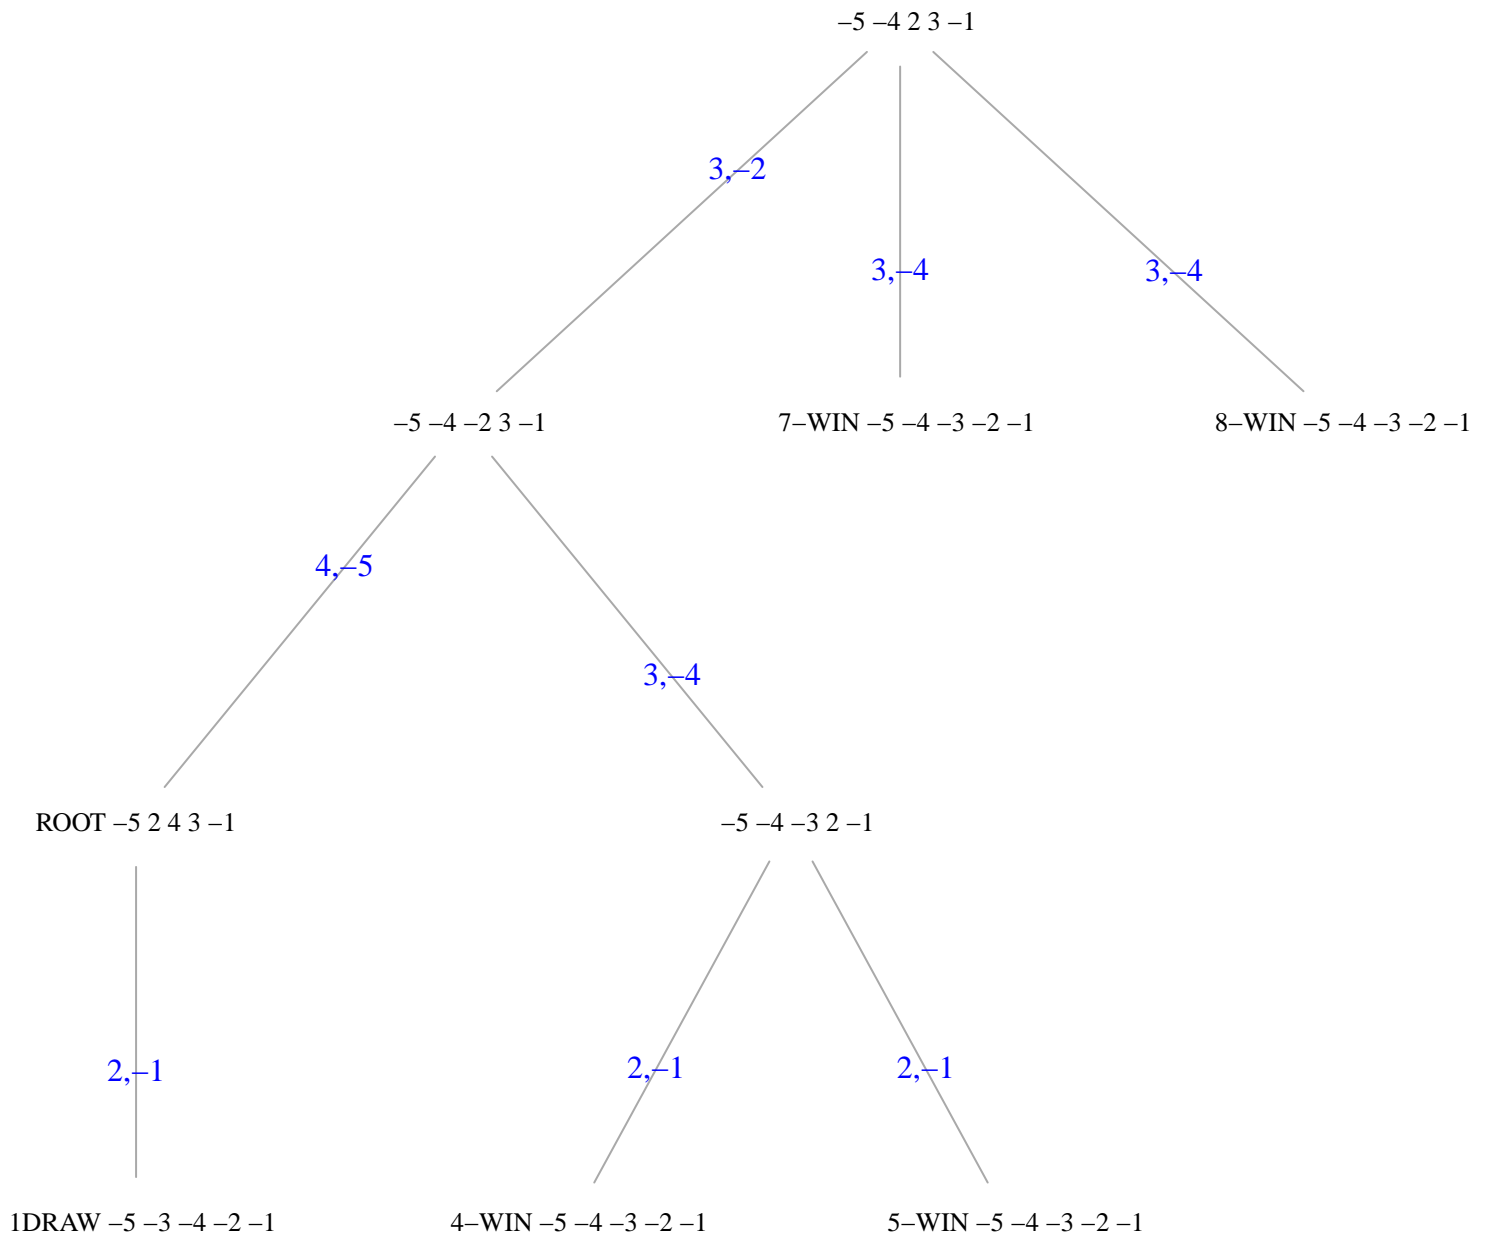 –5 –4 2 3 –1
3,–2
3,–4
3,–4
–5 –4 –2 3 –1
7–WIN –5 –4 –3 –2 –1
8–WIN –5 –4 –3 –2 –1
4,–5
3,–4
ROOT –5 2 4 3 –1
–5 –4 –3 2 –1
2,–1
2,–1
2,–1
1DRAW –5 –3 –4 –2 –1
4–WIN –5 –4 –3 –2 –1
5–WIN –5 –4 –3 –2 –1